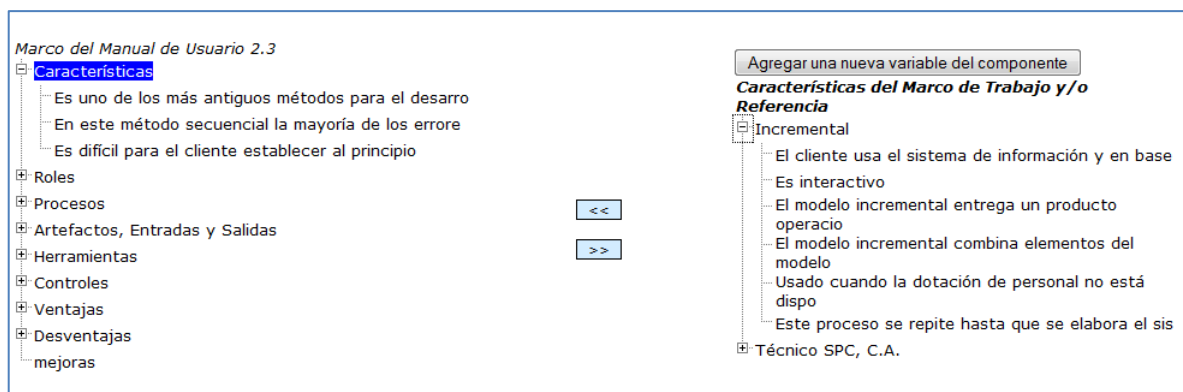 Marco del Manual de Usuario 2.3
Características
Es uno de los más antiguos métodos para el desarro
En este método secuencial la mayoría de los errore
Es difícil para el cliente establecer al principio
Roles
Procesos
Artefactos, Entradas y Salidas
Herramientas
Controles
Ventajas
Desventajas
mejoras
<<
>>
Agregar una nueva variable del componente
Características del Marco de Trabajo y/o
Referencia
Incremental
El cliente usa el sistema de información y en base
Es interactivo
El modelo incremental entrega un producto
operacio
El modelo incremental combina elementos del
modelo
Usado cuando la dotación de personal no está
dispo
Este proceso se repite hasta que se elabora el sis
Técnico SPC, C.A.